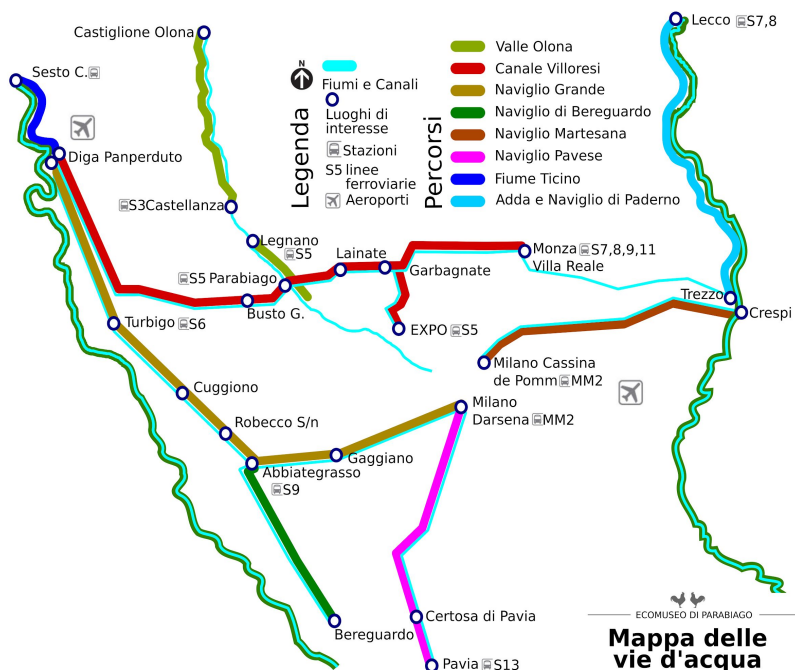 Castiglione Olona
Lecco S7,8
Sesto C.
Diga Panperduto
S3Castellanza
Legnano
S5
S5 Parabiago
Lainate
Garbagnate
Monza S7,8,9,11
Villa Reale
Busto G.
Trezzo
Crespi
Turbigo S6
EXPO S5
Milano Cassina
de Pomm MM2
Cuggiono
Milano
Darsena MM2
Robecco S/n
Gaggiano
Abbiategrasso
S9
Bereguardo
Certosa di Pavia
Pavia S13
Legenda
N
Fiumi e Canali
Luoghi di
interesse
Stazioni
S5 linee
ferroviarie
Aeroporti
Percorsi
Valle Olona
Canale Villoresi
Naviglio Grande
Naviglio di Bereguardo
Naviglio Martesana
Naviglio Pavese
Fiume Ticino
Adda e Naviglio di Paderno
ECOMUSEO DI PARABIAGO
Mappa delle
vie d'acqua